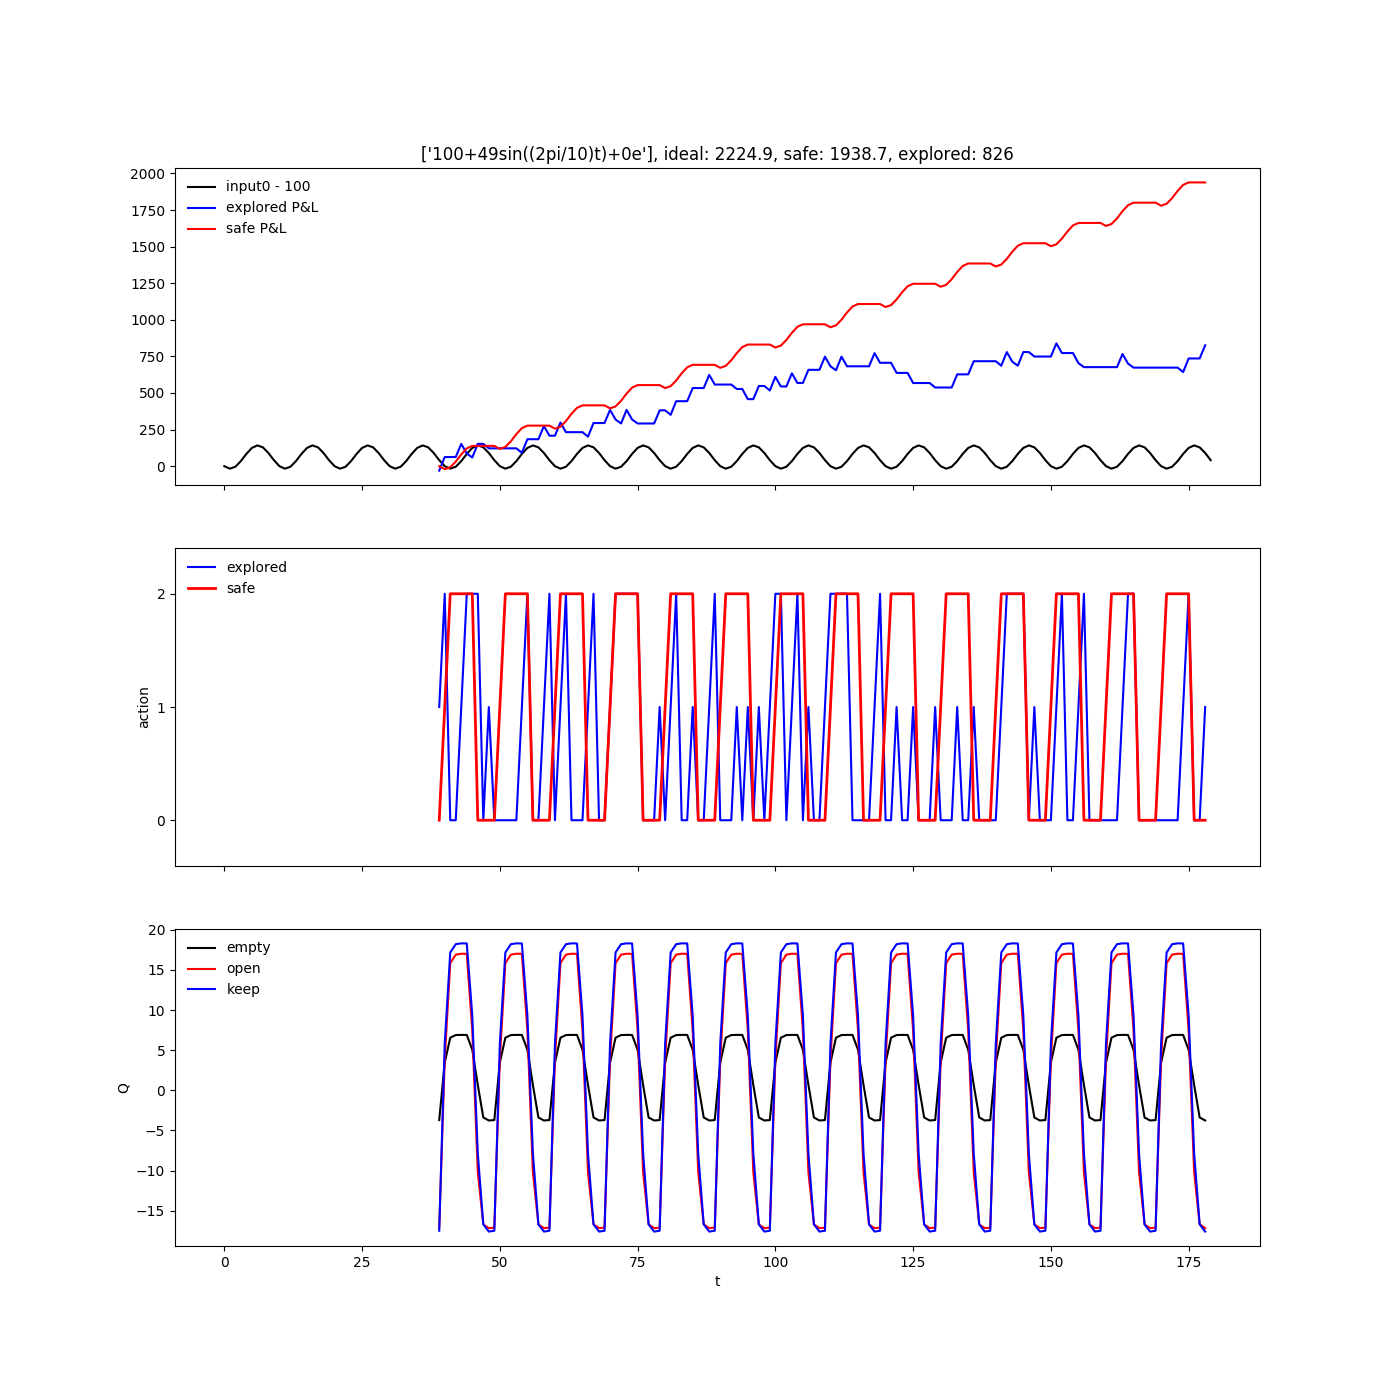 ['100+49sin((2pi/10)t)+0e'], ideal: 2224.9, safe: 1938.7, explored: 826
2000
1750
1500
1250
1000
750
500
250
0
input0 - 100
explored P&L
safe P&L
2
1
0
action
explored
safe
20
15
10
5
0
−5
−10
−15
Q
empty
open
keep
0 25 50 75 100 125 150 175
t